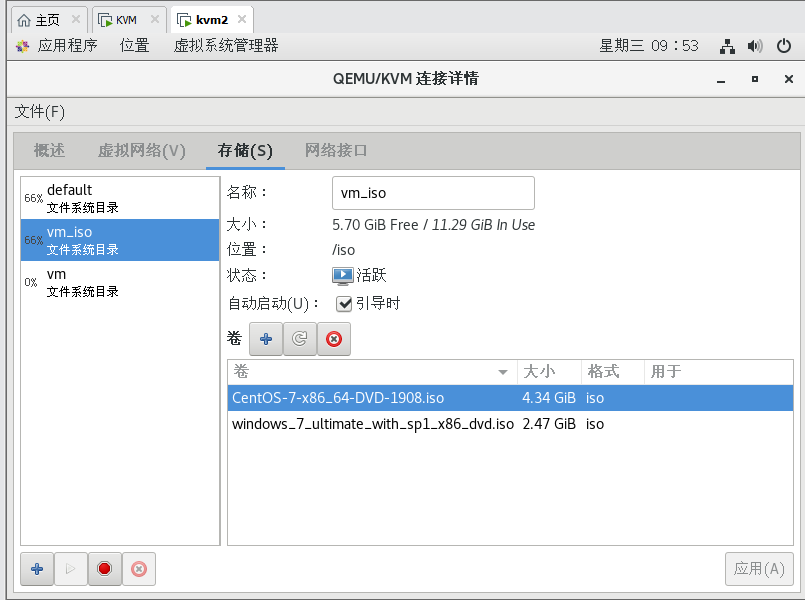 主页 KVM kvm2
应用程序 位置 虚拟系统管理器 星期三 09：53
QEMU/KVM 连接详情
文件(F)
概述 虚拟网络(V) 存储(S) 网络接口
66% default
文件系统目录
66% vm_iso
文件系统目录
0% vm
文件系统目录
名称： vm_iso
大小： 5.70 GiB Free / 11.29 GiB In Use
位置： /iso
状态： 活跃
自动启动(U)： 引导时
卷
卷 大小 格式 用于
CentOS-7-x86_64-DVD-1908.iso 4.34 GiB iso
windows_7_ultimate_with_sp1_x86_dvd.iso 2.47 GiB iso
应用(A)